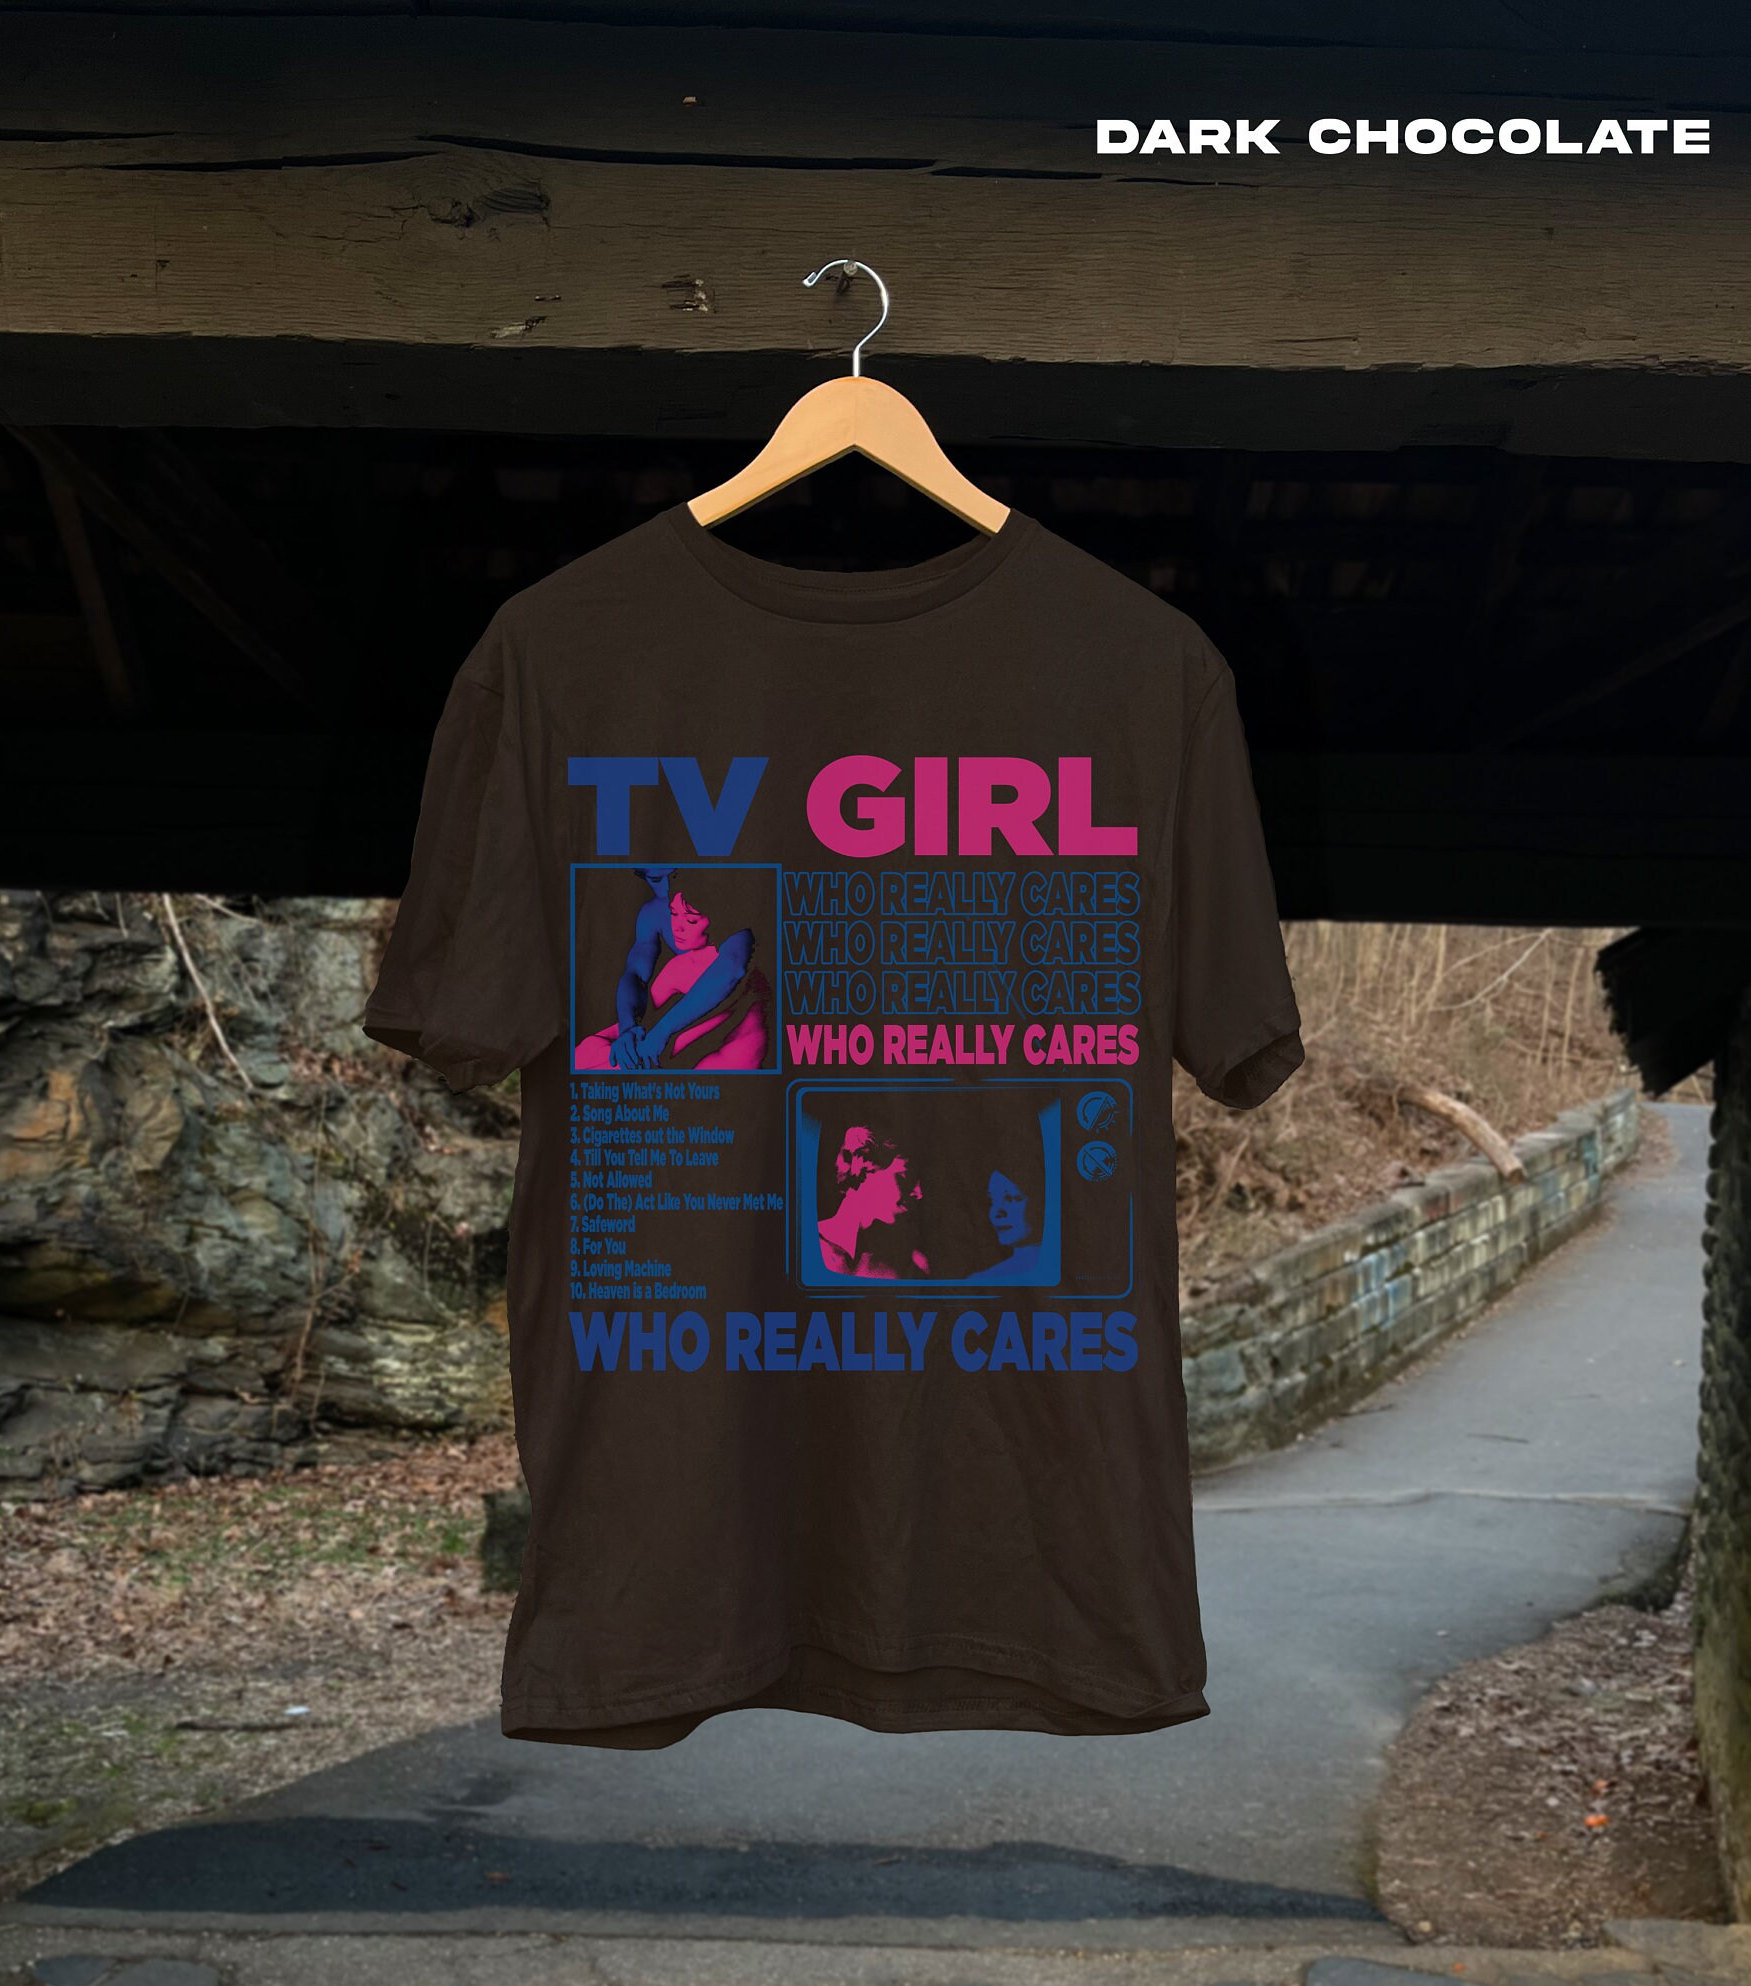 DARK CHOCOLATE
TV GIRL
WHO REALLY CARES
WHO REALLY CARES
WHO REALLY CARES
WHO REALLY CARES
1. Taking What's Not Yours
2. Song About Me
3. Cigarettes out the Window
4. Till You Tell Me To Leave
5. Not Allowed
6. (Do The) Act Like You Never Met Me
7. Safeword
8. For You
9. Loving Machine
10. Heaven is a Bedroom
WHO REALLY CARES